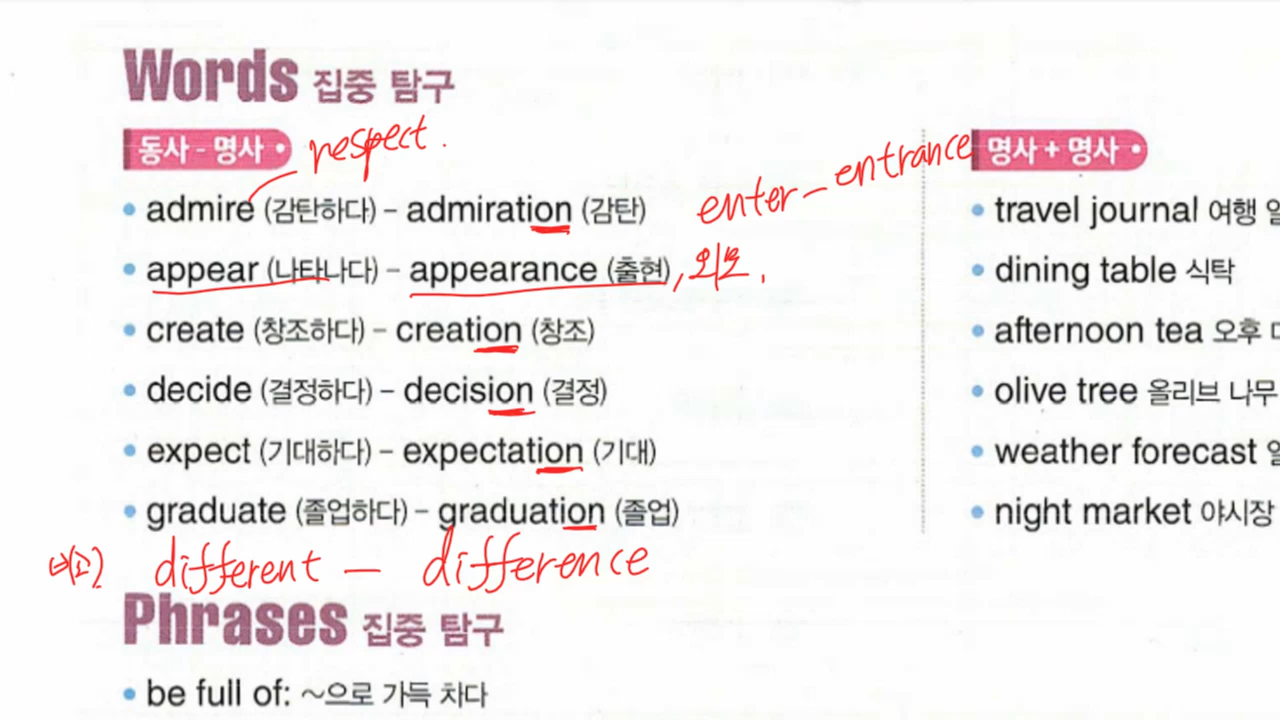 Words 집중 탐구
동사 - 명사
respect.
admire (감탄하다) – admiration (감탄)
enter – entrance
appear (나타나다) – appearance (출현), 외모.
create (창조하다) – creation (창조)
decide (결정하다) – decision (결정)
expect (기대하다) – expectation (기대)
graduate (졸업하다) – graduation (졸업)
비교) different – difference
명사 + 명사
travel journal 여행
dining table 식탁
afternoon tea 오후
olive tree 올리브 나무
weather forecast
night market 야시장
Phrases 집중 탐구
be full of: ~으로 가득 차다